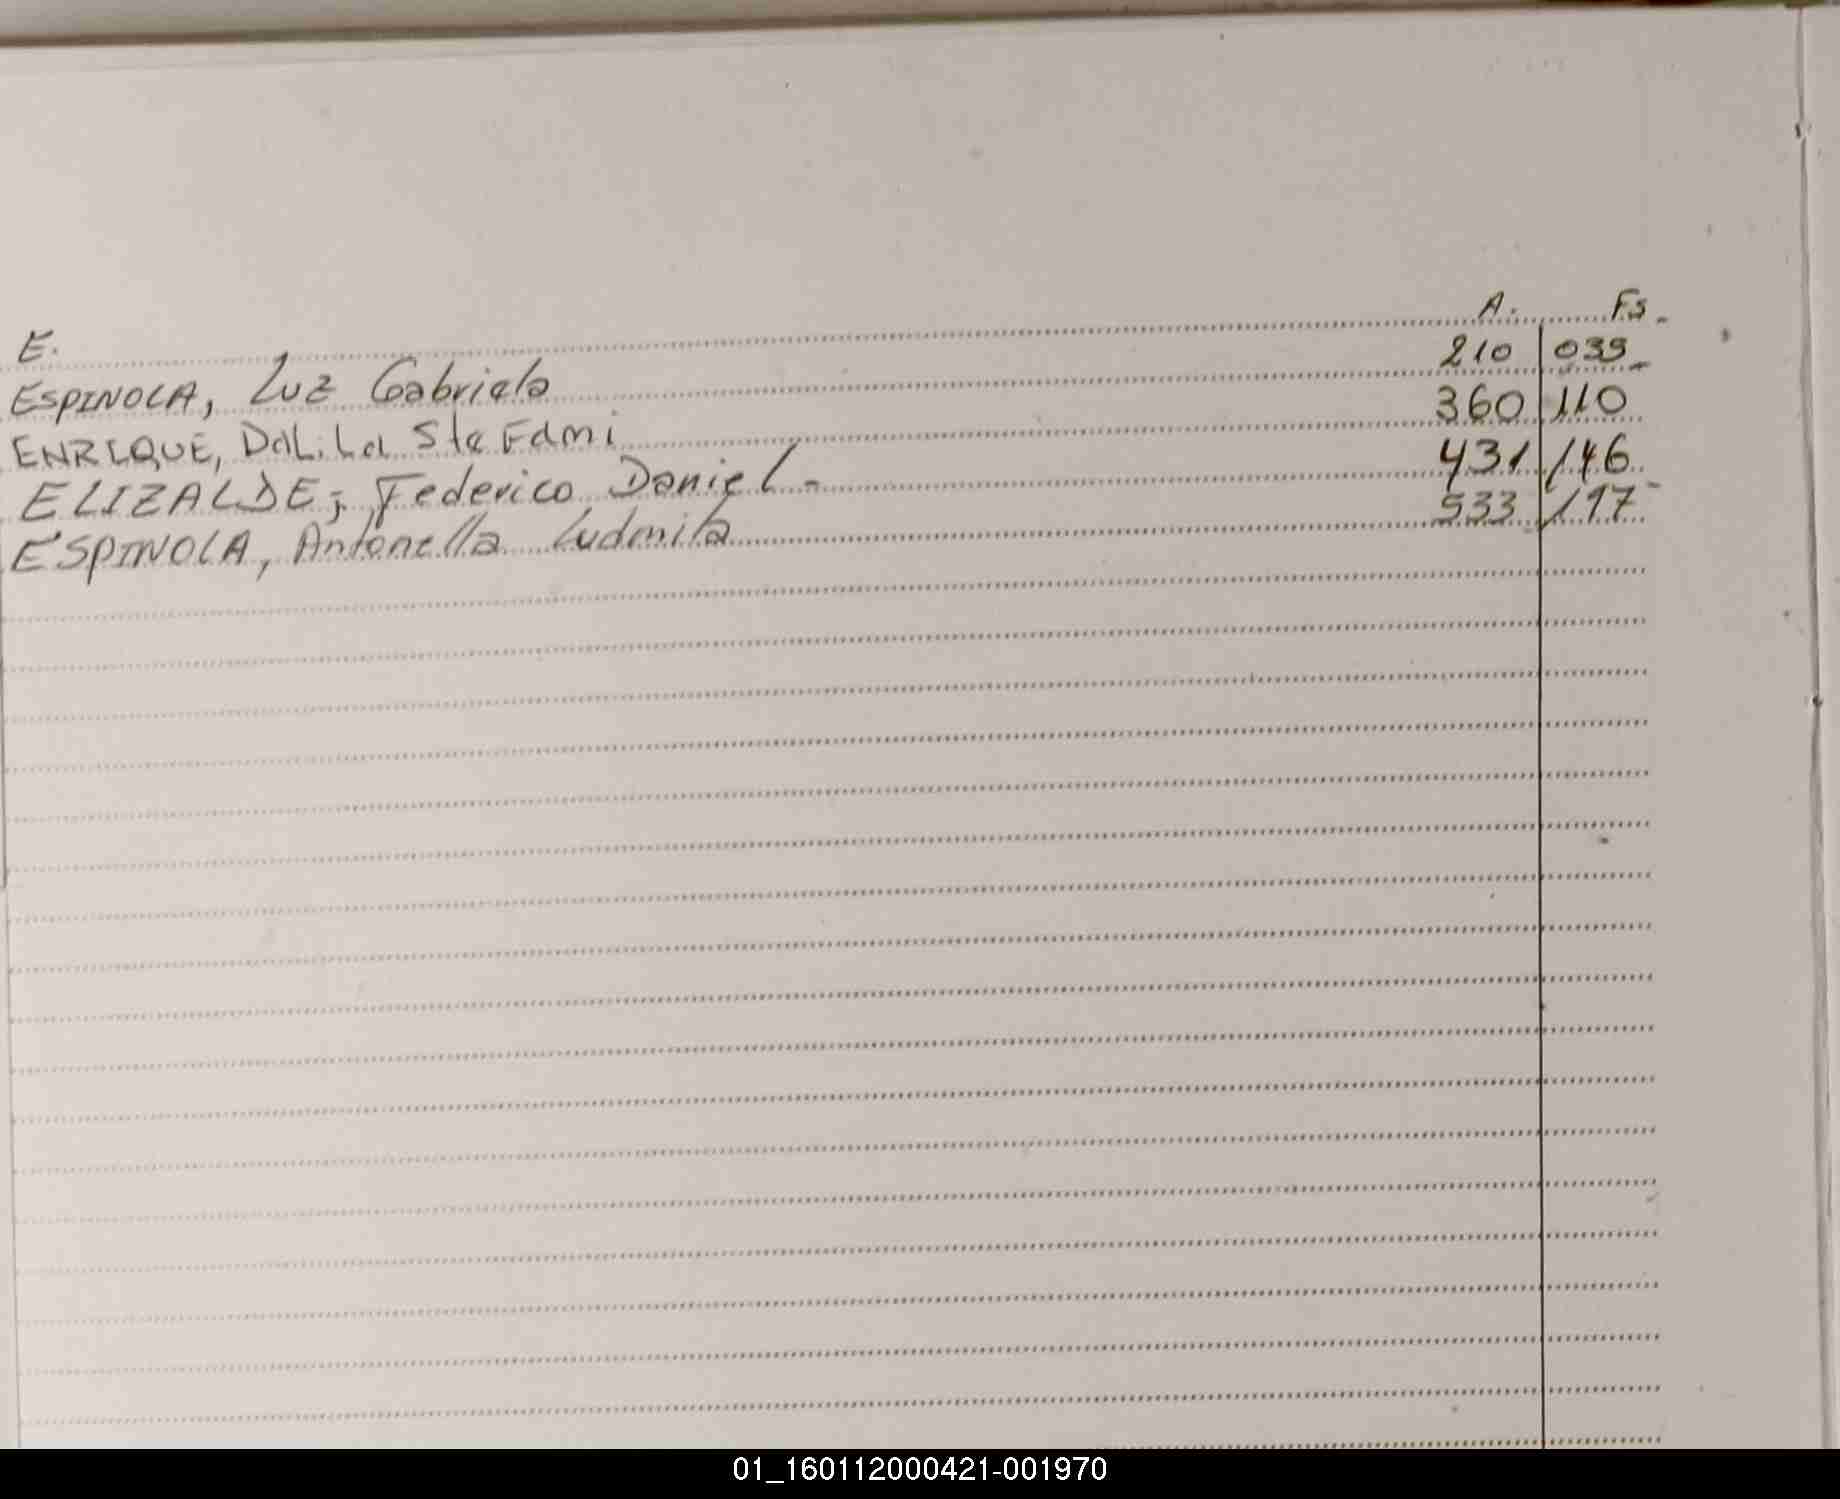 E. A. Fs.
ESPINOLA, Luz Gabriela 210 039
ENRIQUE, DaLiLa SteFani 360 110
ELIZALDE, Federico Daniel - 431 146
ESPINOLA, Antonella Ludmila 533 197
01_160112000421-001970